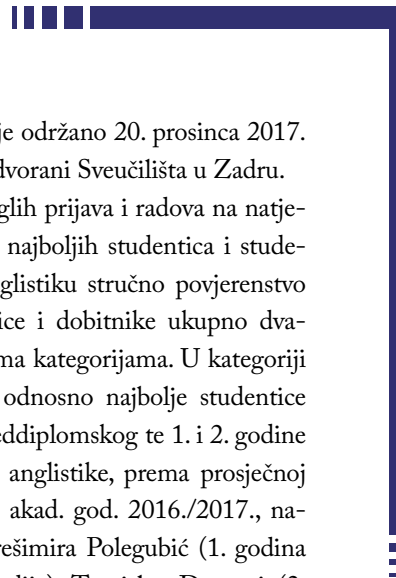 je održano 20. prosinca 2017.
dvorani Sveučilišta u Zadru.
glih prijava i radova na natje-
najboljih studentica i stude-
glistiku stručno povjerenstvo
ice i dobitnike ukupno dva-
ma kategorijama. U kategoriji
odnosno najbolje studentice
eddiplomskog te 1. i 2. godine
anglistike, prema prosječnoj
akad. god. 2016./2017., na-
rešimira Polegubić (1. godina